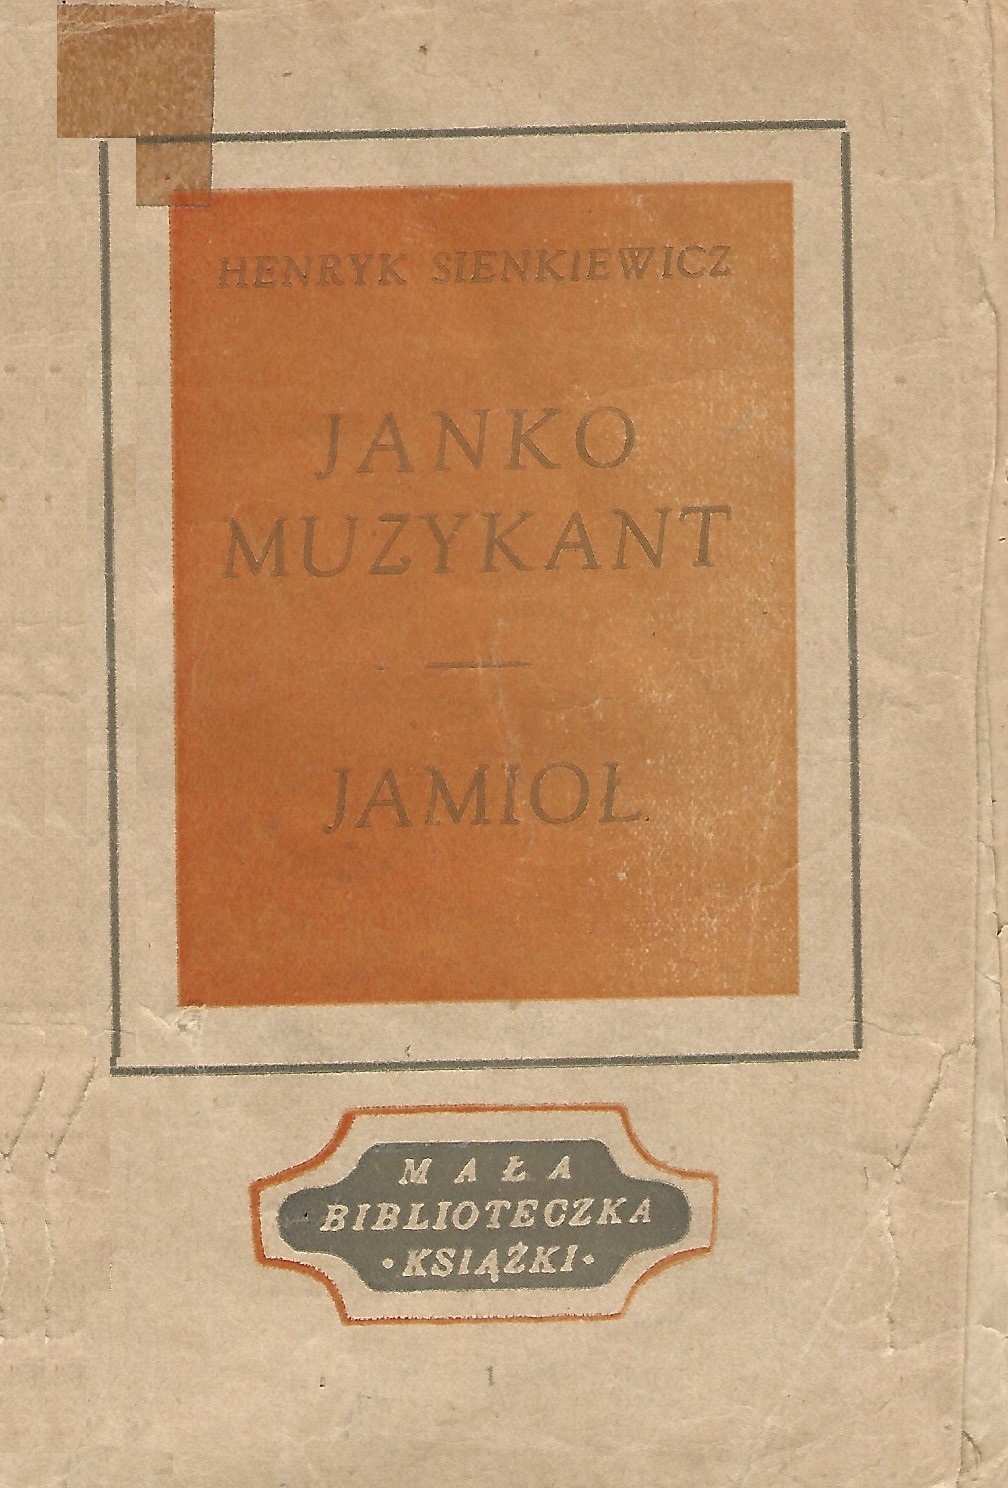 HENRYK SIENKIEWICZ
JANKO
MUZYKANT
JAMIOŁ
MAŁA
BIBLIOTECZKA
•KSIĄŻKI•
1